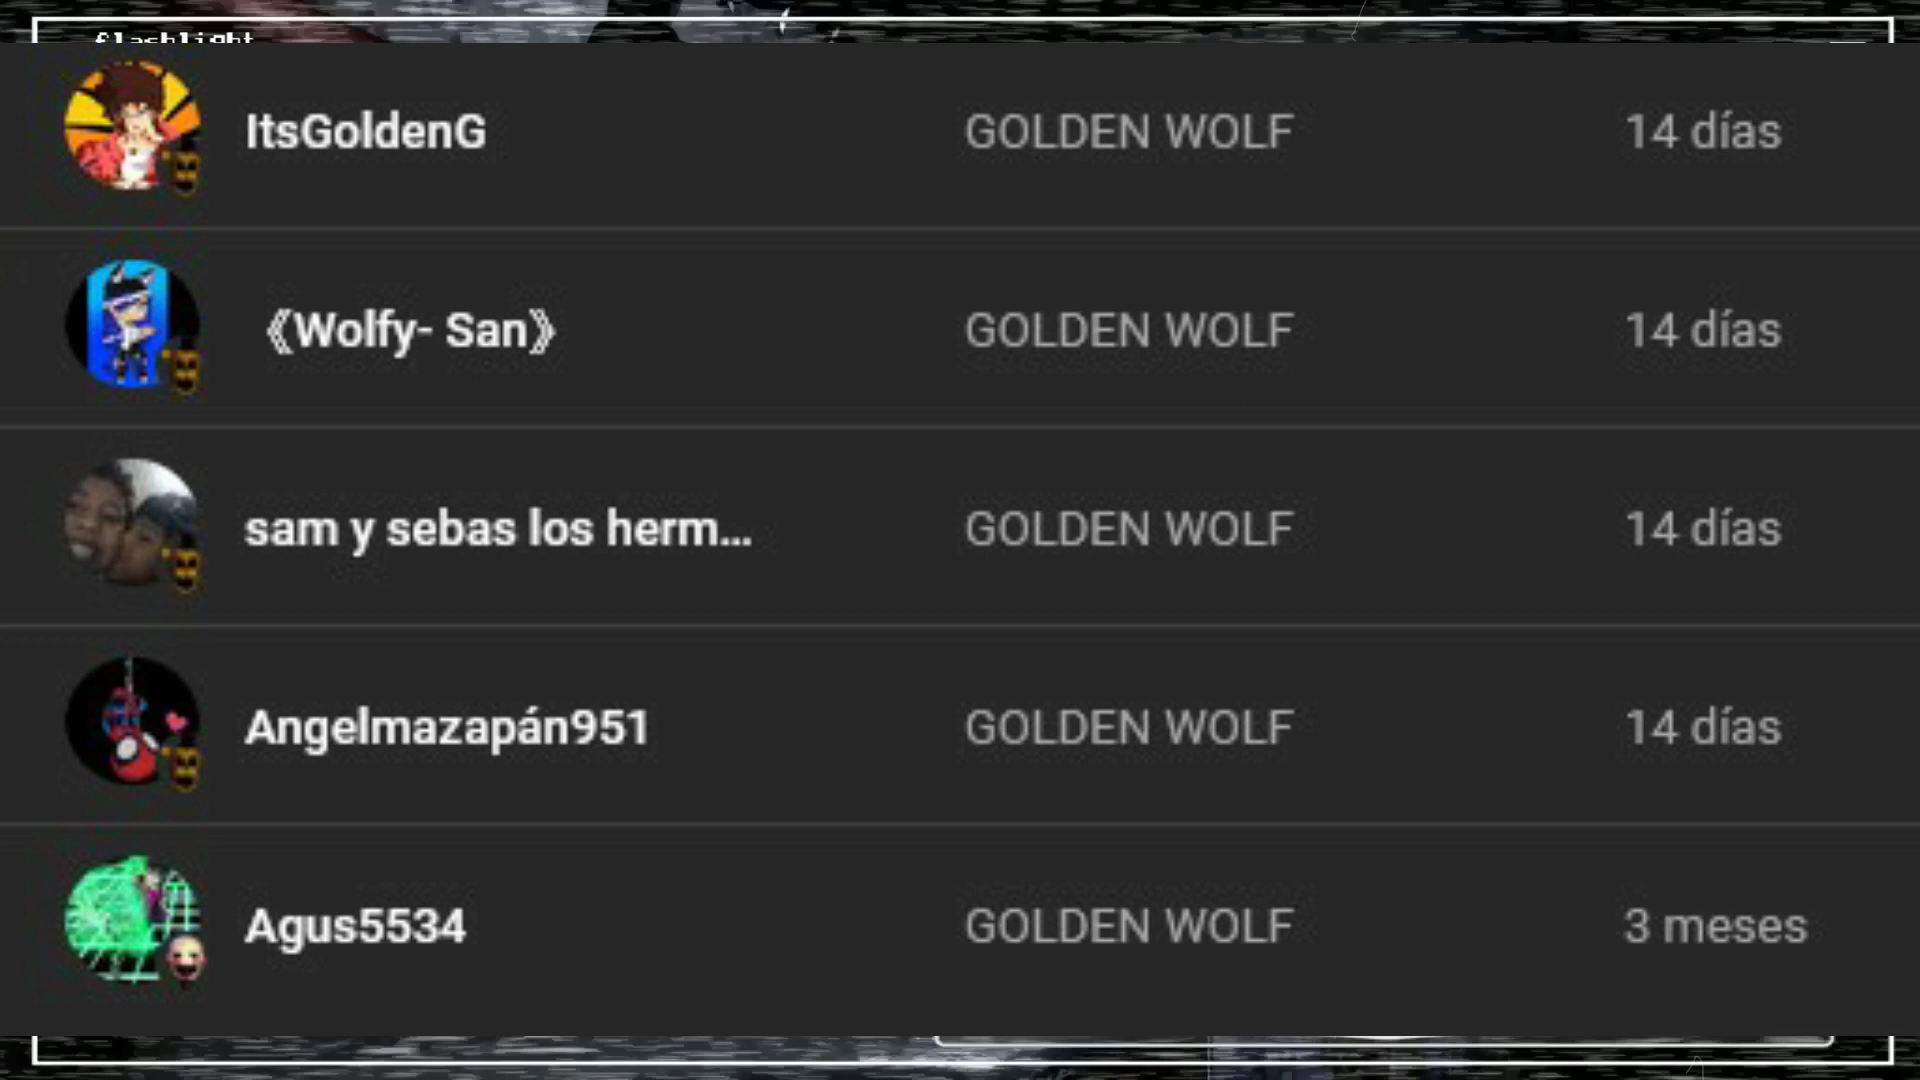 flashlight
ItsGoldenG GOLDEN WOLF 14 días
《Wolfy- San》 GOLDEN WOLF 14 días
sam y sebas los herm... GOLDEN WOLF 14 días
Angelmazapán951 GOLDEN WOLF 14 días
Agus5534 GOLDEN WOLF 3 meses